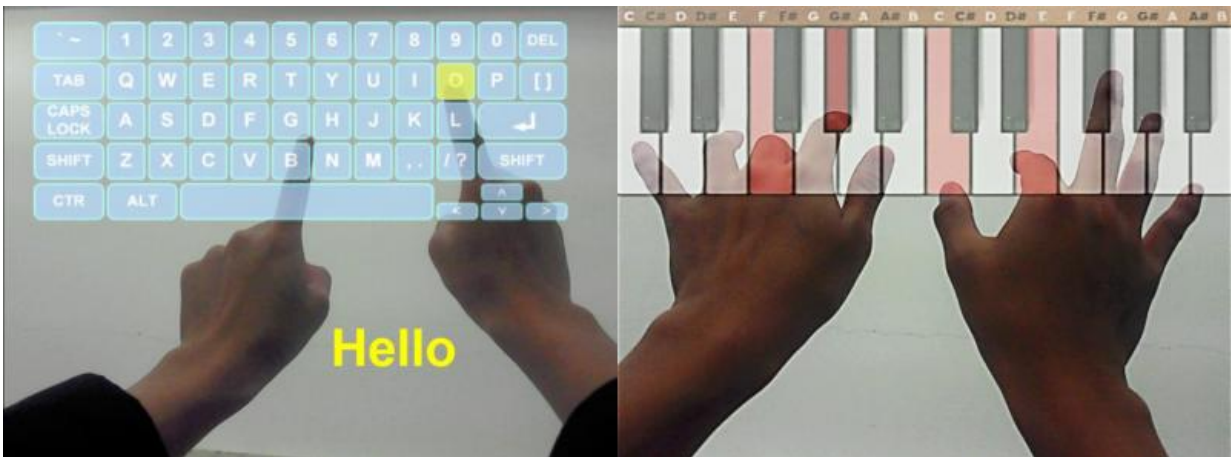 ` ~ 1 2 3 4 5 6 7 8 9 0 DEL
TAB Q W E R T Y U I O P [ ]
CAPS LOCK A S D F G H J K L ↵
SHIFT Z X C V B N M , . / ? SHIFT
CTR ALT ^
< v >
Hello
C C# D D# E F F# G G# A A# B C C# D D# E F F# G G# A A# B